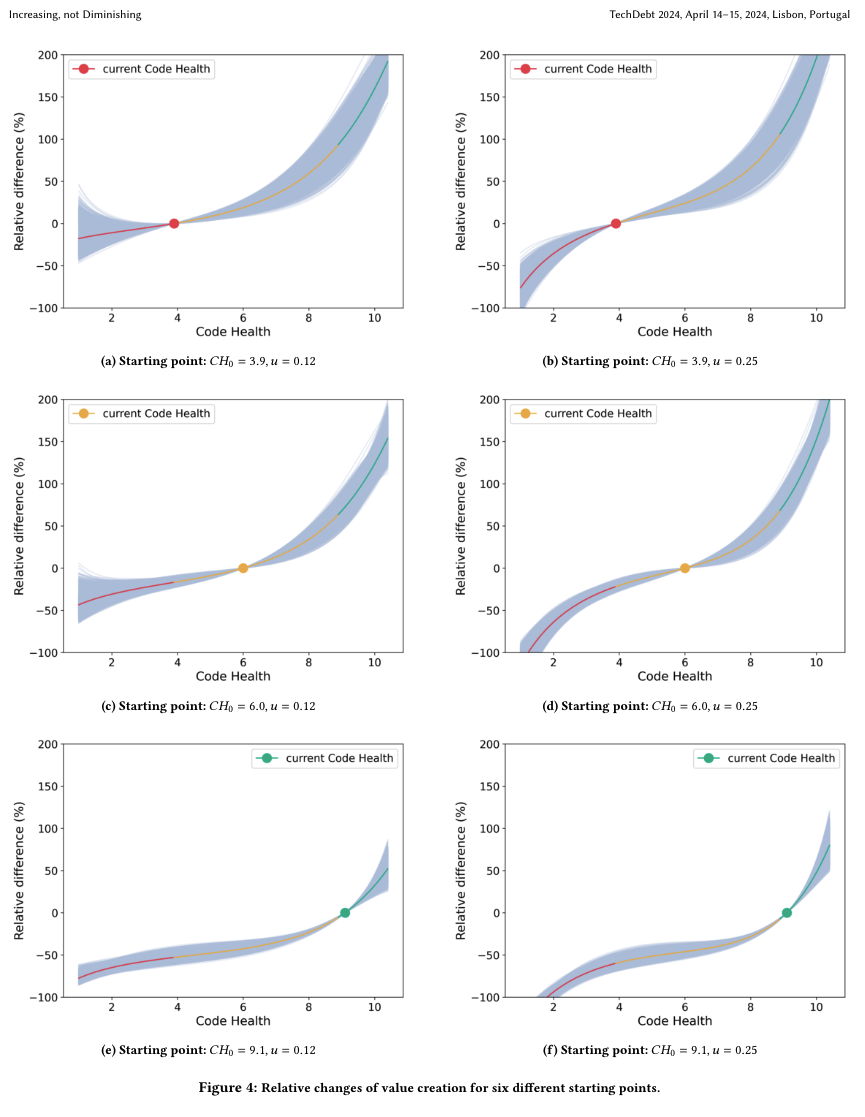 Increasing, not Diminishing
TechDebt 2024, April 14–15, 2024, Lisbon, Portugal
200
150
100
50
0
−50
−100
Relative difference (%)
current Code Health
2 4 6 8 10
Code Health
(a) Starting point: CH₀ = 3.9, u = 0.12
200
150
100
50
0
−50
−100
Relative difference (%)
current Code Health
2 4 6 8 10
Code Health
(b) Starting point: CH₀ = 3.9, u = 0.25
200
150
100
50
0
−50
−100
Relative difference (%)
current Code Health
2 4 6 8 10
Code Health
(c) Starting point: CH₀ = 6.0, u = 0.12
200
150
100
50
0
−50
−100
Relative difference (%)
current Code Health
2 4 6 8 10
Code Health
(d) Starting point: CH₀ = 6.0, u = 0.25
200
150
100
50
0
−50
−100
Relative difference (%)
current Code Health
2 4 6 8 10
Code Health
(e) Starting point: CH₀ = 9.1, u = 0.12
200
150
100
50
0
−50
−100
Relative difference (%)
current Code Health
2 4 6 8 10
Code Health
(f) Starting point: CH₀ = 9.1, u = 0.25
Figure 4: Relative changes of value creation for six different starting points.